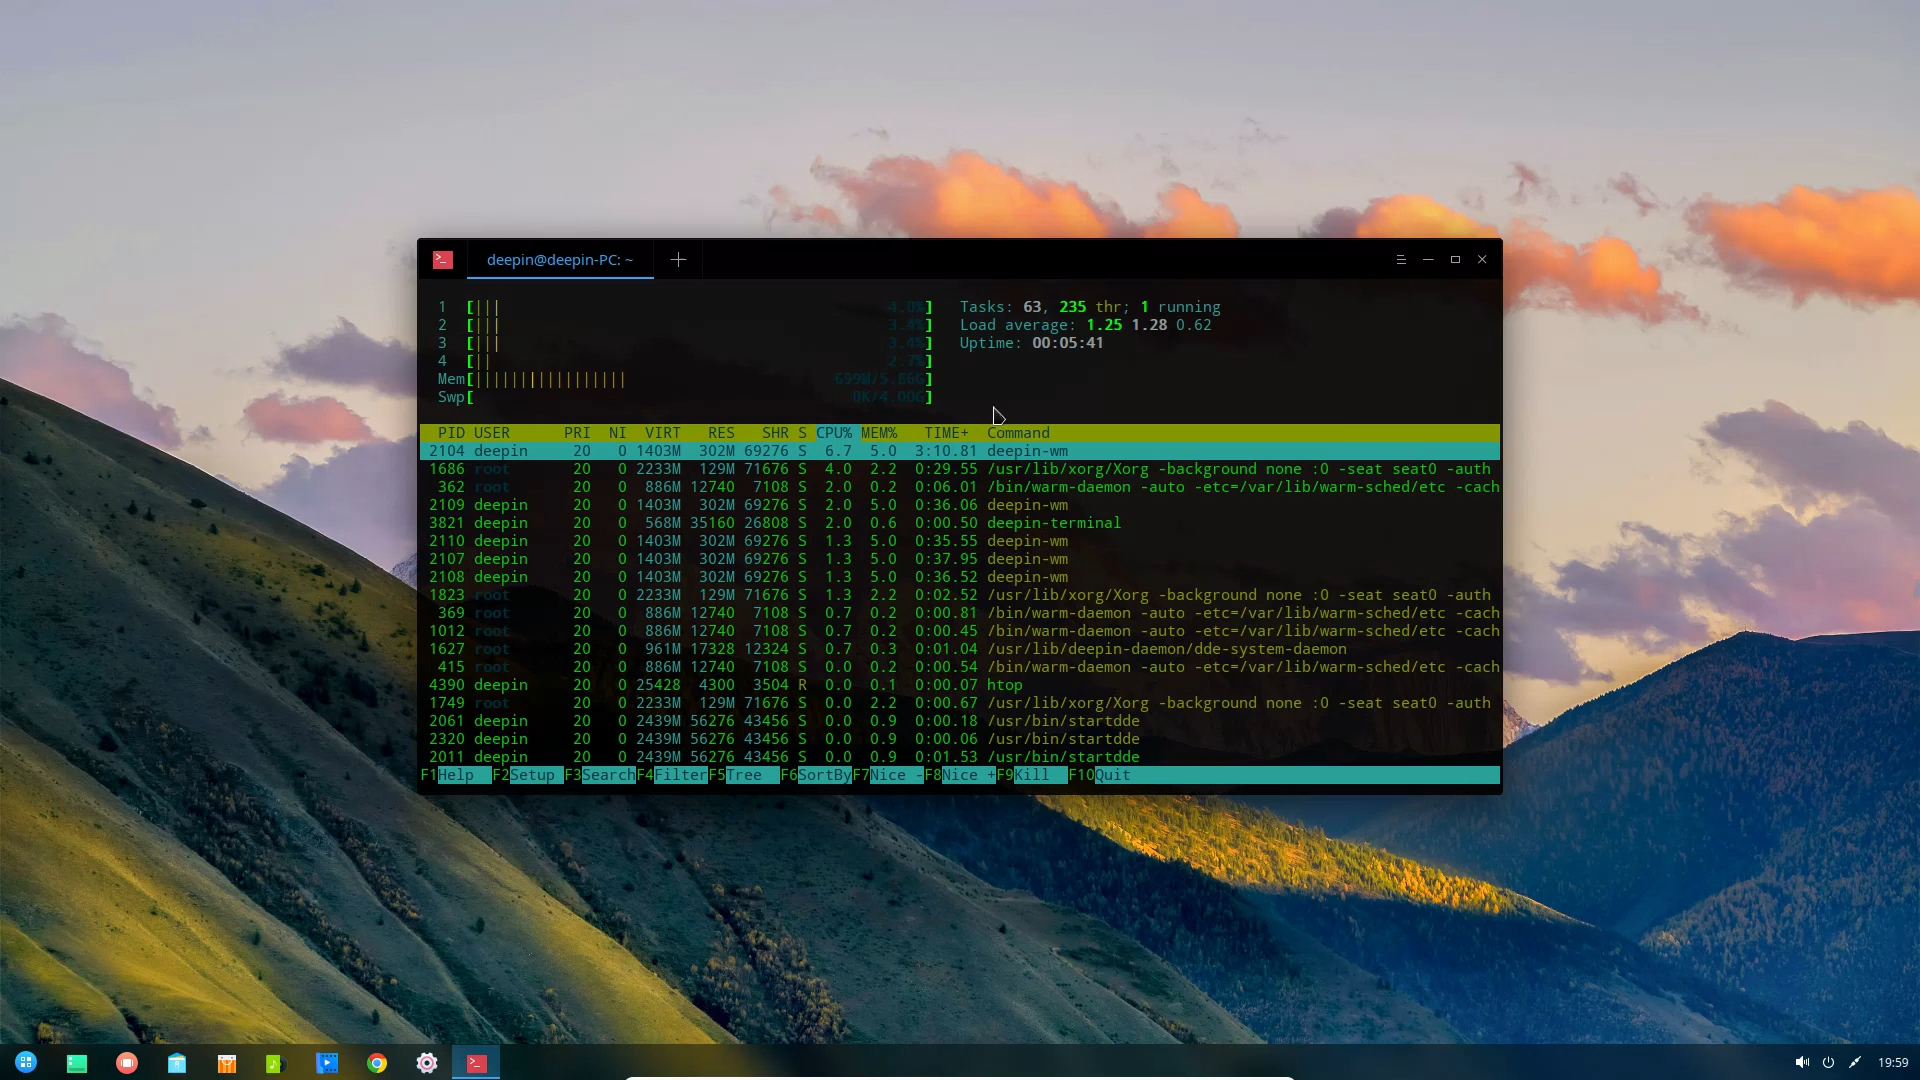 deepin@deepin-PC: ~
1 [||| 4.0%] Tasks: 63, 235 thr; 1 running
2 [||| 3.4%] Load average: 1.25 1.28 0.62
3 [||| 3.4%] Uptime: 00:05:41
4 [|| 2.7%]
Mem[||||||||||||||||| 699M/5.86G]
Swp[ 0K/4.00G]
PID USER PRI NI VIRT RES SHR S CPU% MEM% TIME+ Command
2104 deepin 20 0 1403M 302M 69276 S 6.7 5.0 3:10.81 deepin-wm
1686 root 20 0 2233M 129M 71676 S 4.0 2.2 0:29.55 /usr/lib/xorg/Xorg -background none :0 -seat seat0 -auth
362 root 20 0 886M 12740 7108 S 2.0 0.2 0:06.01 /bin/warm-daemon -auto -etc=/var/lib/warm-sched/etc -cach
2109 deepin 20 0 1403M 302M 69276 S 2.0 5.0 0:36.06 deepin-wm
3821 deepin 20 0 568M 35160 26808 S 2.0 0.6 0:00.50 deepin-terminal
2110 deepin 20 0 1403M 302M 69276 S 1.3 5.0 0:35.55 deepin-wm
2107 deepin 20 0 1403M 302M 69276 S 1.3 5.0 0:37.95 deepin-wm
2108 deepin 20 0 1403M 302M 69276 S 1.3 5.0 0:36.52 deepin-wm
1823 root 20 0 2233M 129M 71676 S 1.3 2.2 0:02.52 /usr/lib/xorg/Xorg -background none :0 -seat seat0 -auth
369 root 20 0 886M 12740 7108 S 0.7 0.2 0:00.81 /bin/warm-daemon -auto -etc=/var/lib/warm-sched/etc -cach
1012 root 20 0 886M 12740 7108 S 0.7 0.2 0:00.45 /bin/warm-daemon -auto -etc=/var/lib/warm-sched/etc -cach
1627 root 20 0 961M 17328 12324 S 0.7 0.3 0:01.04 /usr/lib/deepin-daemon/dde-system-daemon
415 root 20 0 886M 12740 7108 S 0.0 0.2 0:00.54 /bin/warm-daemon -auto -etc=/var/lib/warm-sched/etc -cach
4390 deepin 20 0 25428 4300 3504 R 0.0 0.1 0:00.07 htop
1749 root 20 0 2233M 129M 71676 S 0.0 2.2 0:00.67 /usr/lib/xorg/Xorg -background none :0 -seat seat0 -auth
2061 deepin 20 0 2439M 56276 43456 S 0.0 0.9 0:00.18 /usr/bin/startdde
2320 deepin 20 0 2439M 56276 43456 S 0.0 0.9 0:00.06 /usr/bin/startdde
2011 deepin 20 0 2439M 56276 43456 S 0.0 0.9 0:01.53 /usr/bin/startdde
F1Help F2Setup F3SearchF4FilterF5Tree F6SortByF7Nice -F8Nice +F9Kill F10Quit
19:59